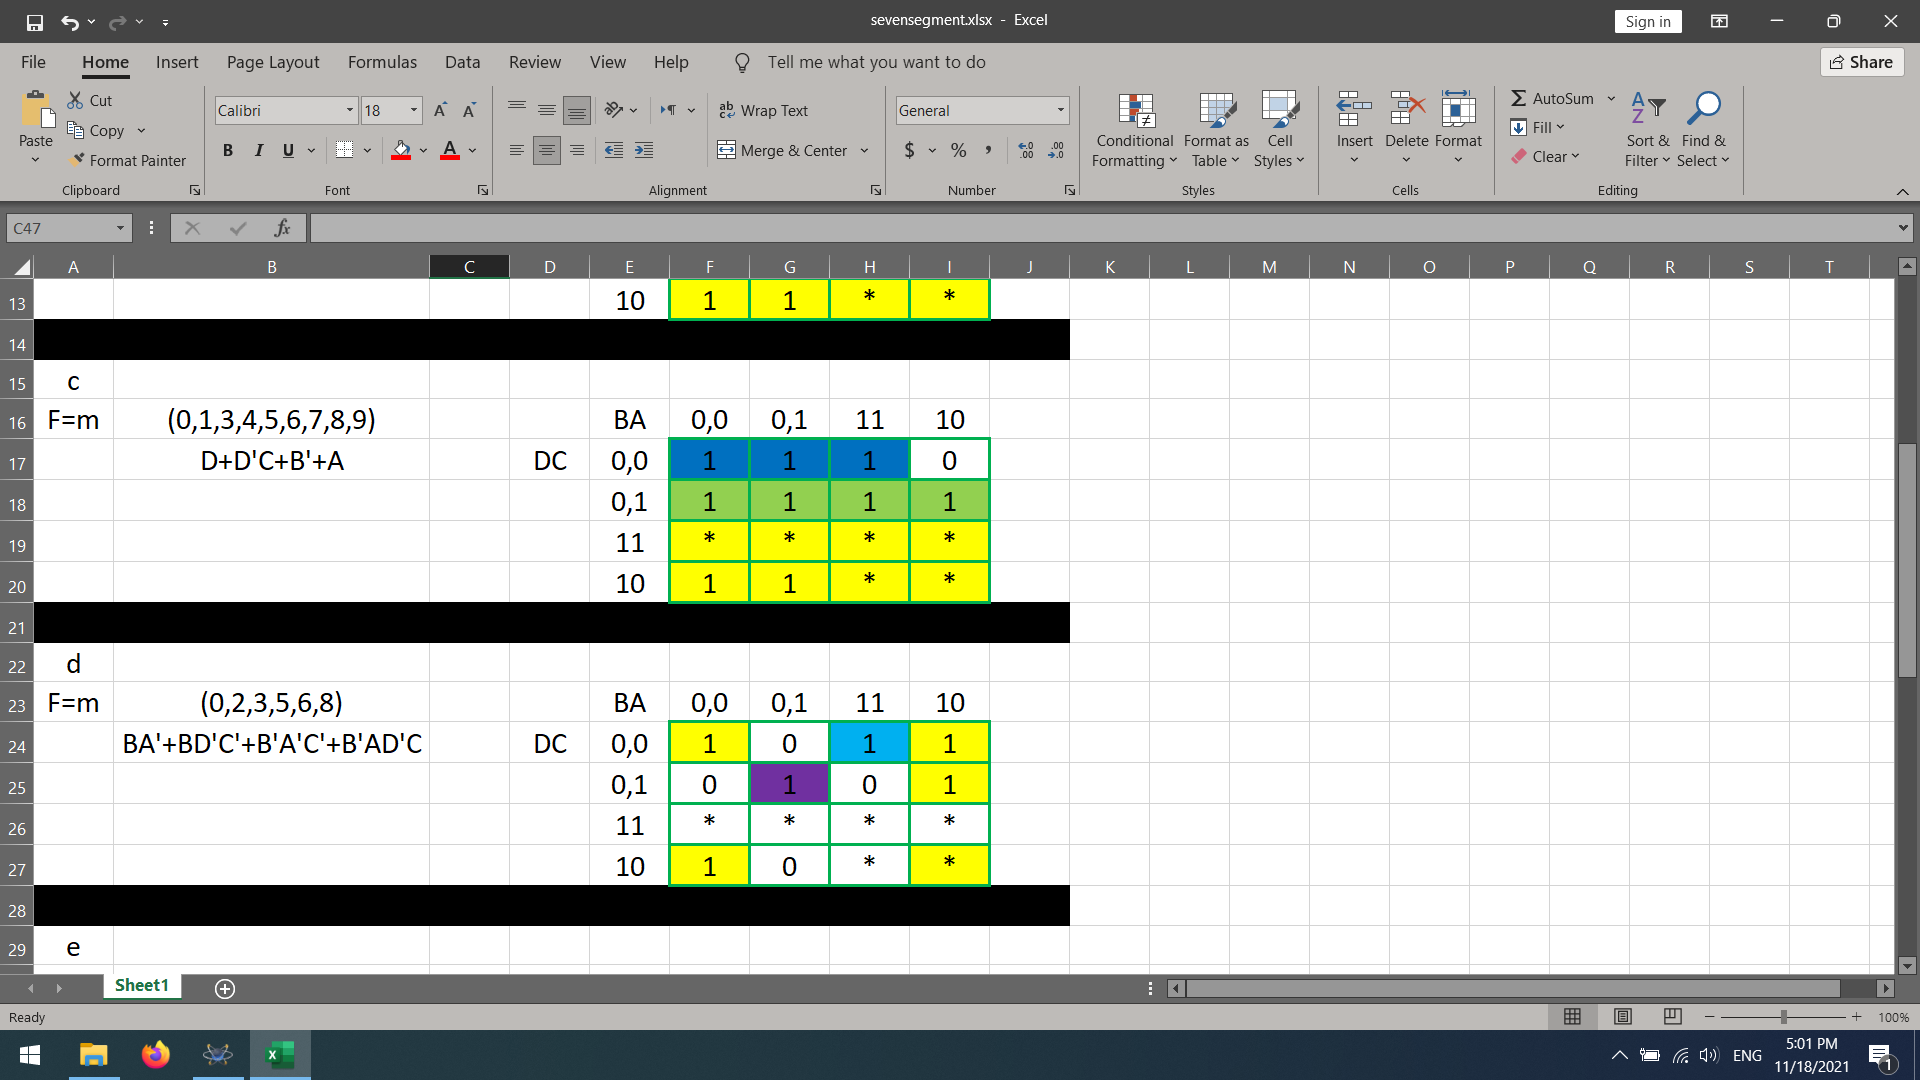 sevensegment.xlsx - Excel
Sign in
File Home Insert Page Layout Formulas Data Review View Help Tell me what you want to do Share
Paste
Cut
Copy
Format Painter
Clipboard
Calibri 18
B I U
Font
Wrap Text
Merge & Center
Alignment
General
$ % ,
Number
Conditional Formatting
Format as Table
Cell Styles
Styles
Insert Delete Format
Cells
AutoSum
Fill
Clear
Sort & Filter
Find & Select
Editing
C47 fx
A B C D E F G H I J K L M N O P Q R S T
13 10 1 1 * *
14
15 c
16 F=m (0,1,3,4,5,6,7,8,9) BA 0,0 0,1 11 10
17 D+D'C+B'+A DC 0,0 1 1 1 0
18 0,1 1 1 1 1
19 11 * * * *
20 10 1 1 * *
21
22 d
23 F=m (0,2,3,5,6,8) BA 0,0 0,1 11 10
24 BA'+BD'C'+B'A'C'+B'AD'C DC 0,0 1 0 1 1
25 0,1 0 1 0 1
26 11 * * * *
27 10 1 0 * *
28
29 e
Sheet1
Ready 100%
ENG 5:01 PM
11/18/2021 1